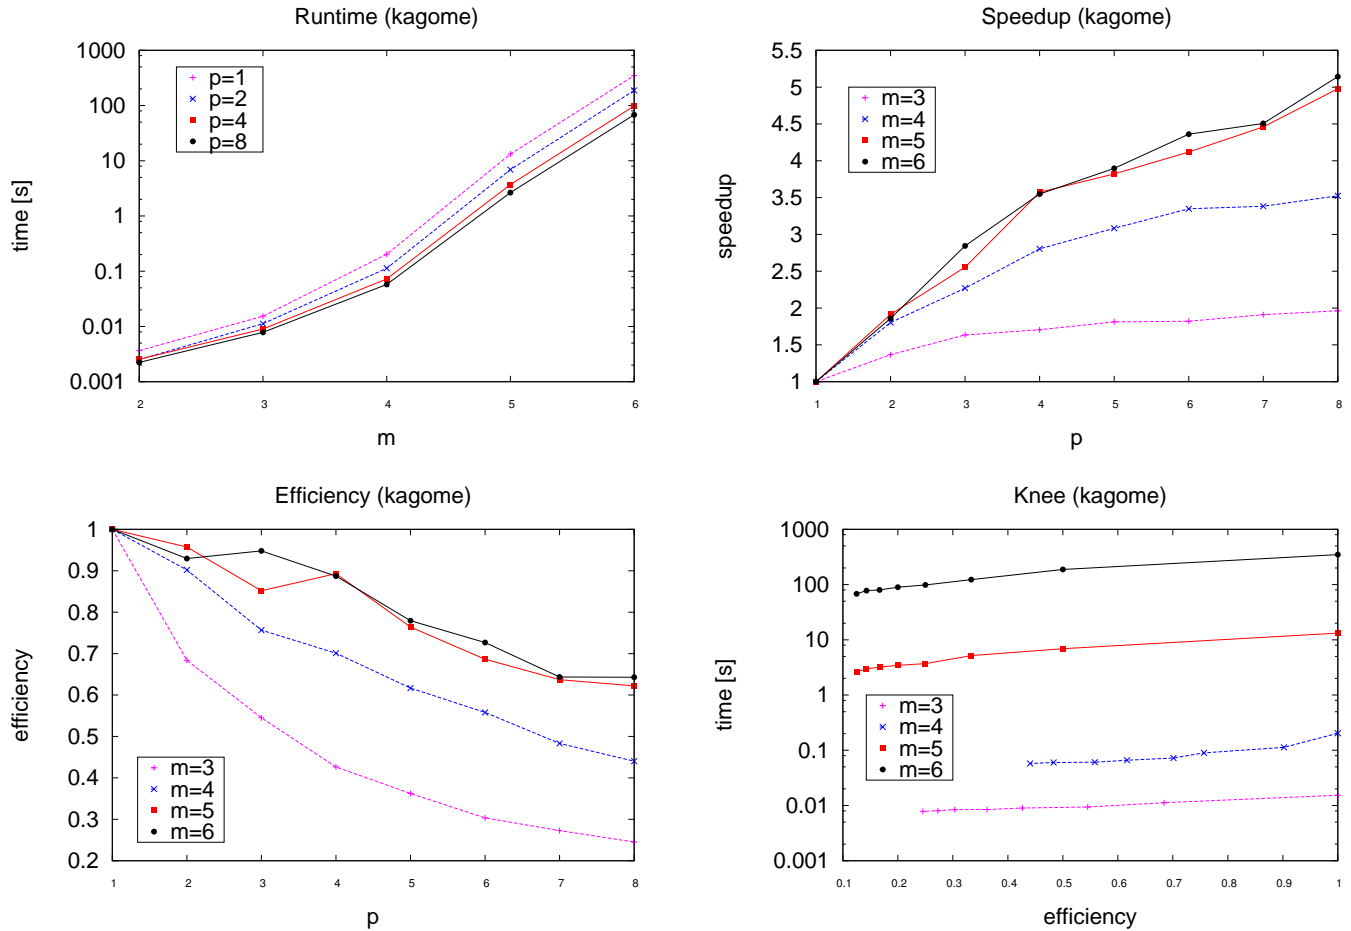 Runtime (kagome)
1000
100
10
1
0.1
0.01
0.001
time [s]
p=1
p=2
p=4
p=8
2 3 4 5 6
m
Speedup (kagome)
5.5
5
4.5
4
3.5
3
2.5
2
1.5
1
speedup
m=3
m=4
m=5
m=6
1 2 3 4 5 6 7 8
p
Efficiency (kagome)
1
0.9
0.8
0.7
0.6
0.5
0.4
0.3
0.2
efficiency
m=3
m=4
m=5
m=6
1 2 3 4 5 6 7 8
p
Knee (kagome)
1000
100
10
1
0.1
0.01
0.001
time [s]
m=3
m=4
m=5
m=6
0.1 0.2 0.3 0.4 0.5 0.6 0.7 0.8 0.9 1
efficiency